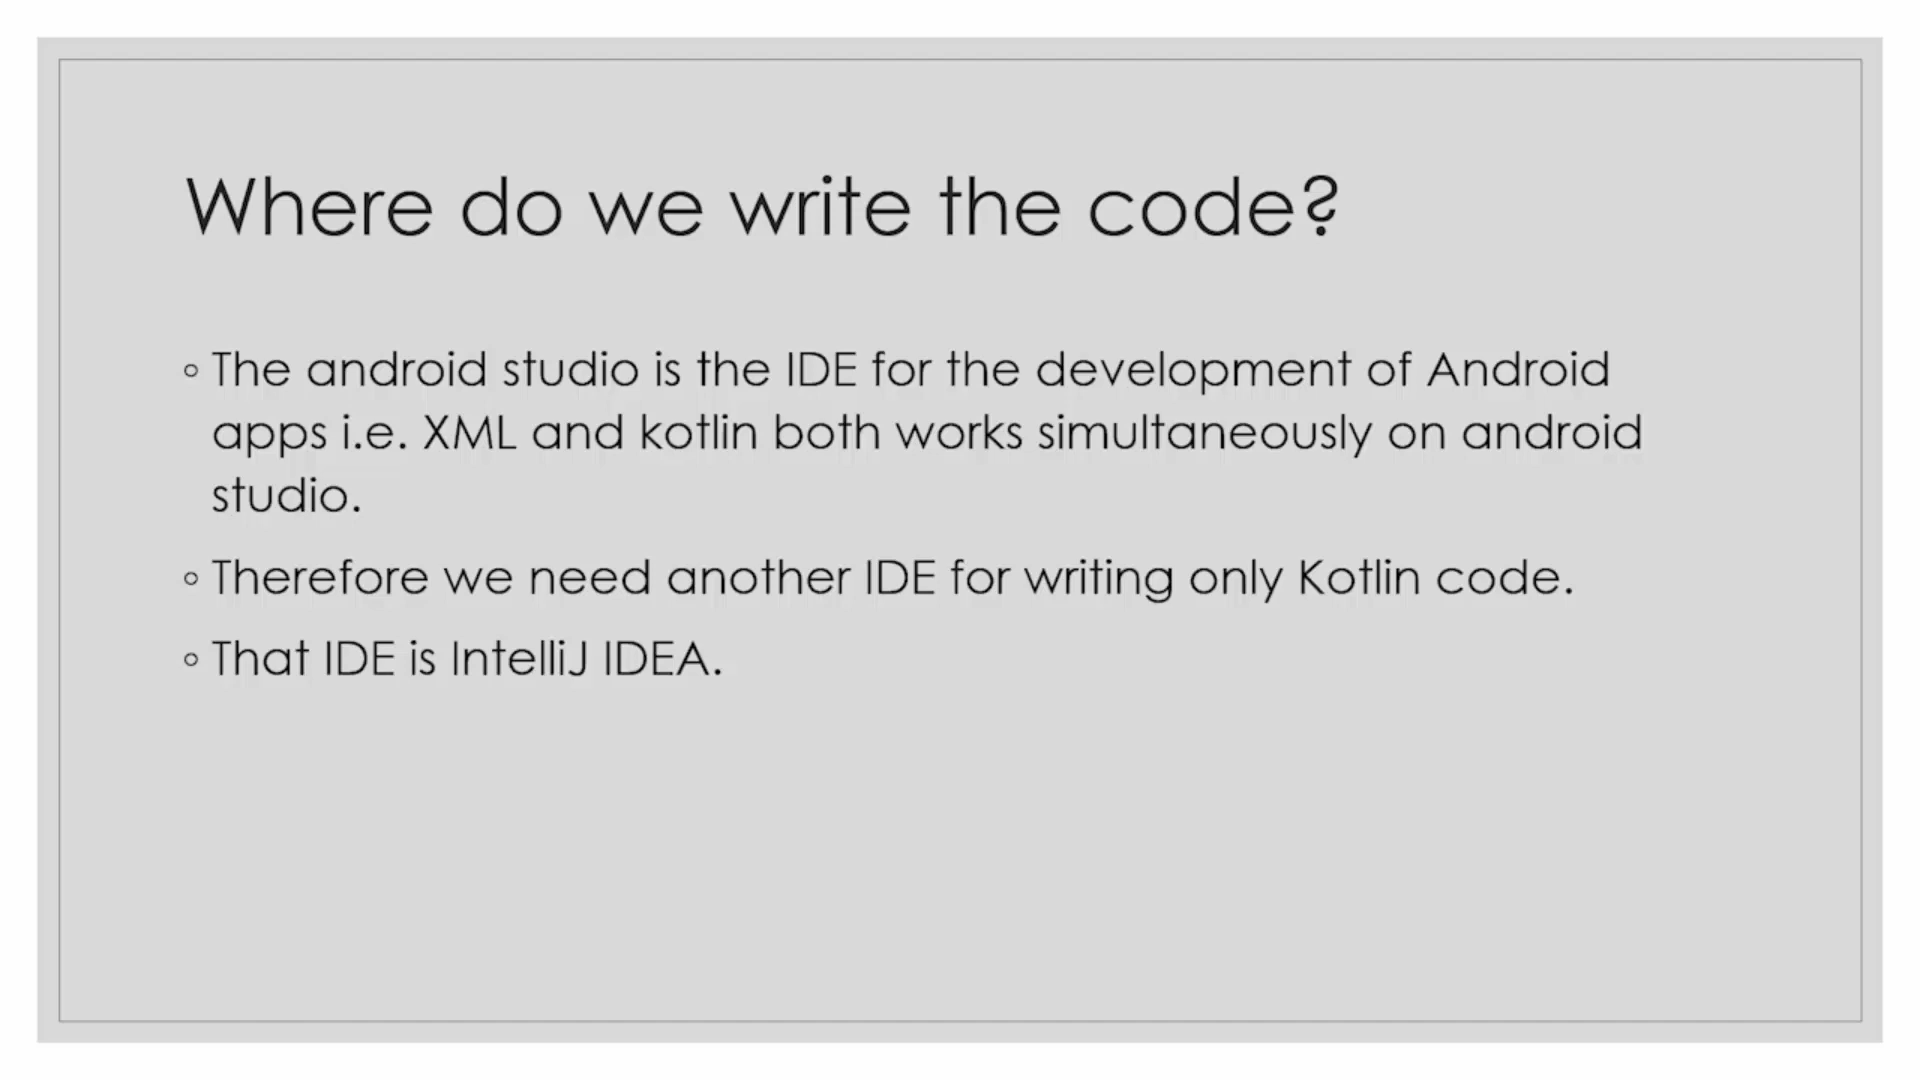 Where do we write the code?
◦ The android studio is the IDE for the development of Android
apps i.e. XML and kotlin both works simultaneously on android
studio.
◦ Therefore we need another IDE for writing only Kotlin code.
◦ That IDE is IntelliJ IDEA.